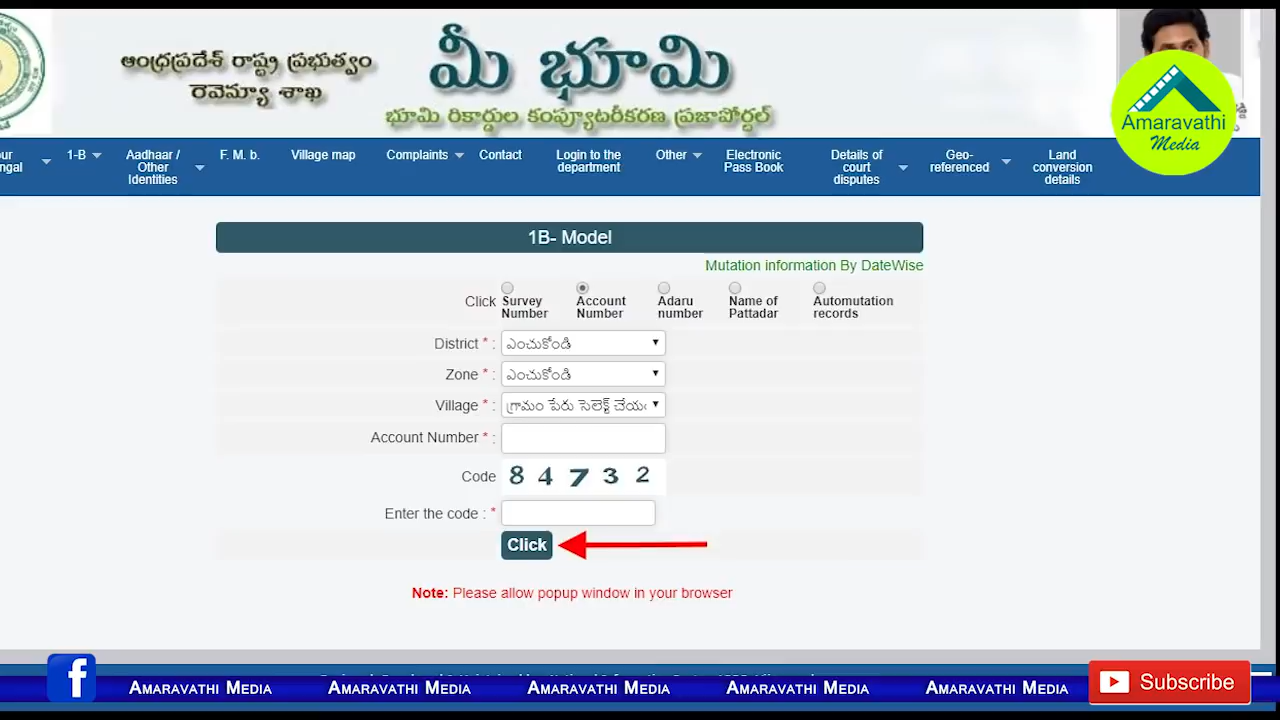 ఆంధ్రప్రదేశ్ రాష్ట్ర ప్రభుత్వం
రెవెన్యూ శాఖ
మీ భూమి
భూమి రికార్డుల కంప్యూటరీకరణ ప్రజాపోర్టల్
Amaravathi
Media
1-B
Aadhaar /
Other
Identities
F. M. b.
Village map
Complaints
Contact
Login to the
department
Other
Electronic
Pass Book
Details of
court
disputes
Geo-
referenced
Land
conversion
details
1B- Model
Mutation information By DateWise
Click
Survey
Number
Account
Number
Adaru
number
Name of
Pattadar
Automutation
records
District * : ఎంచుకోండి
Zone * : ఎంచుకోండి
Village * : గ్రామం పేరు సెలెక్ట్ చేయ
Account Number * :
Code 8 4 7 3 2
Enter the code : *
Click
Note: Please allow popup window in your browser
f Amaravathi Media Amaravathi Media Amaravathi Media Amaravathi Media Amaravathi Media
Subscribe